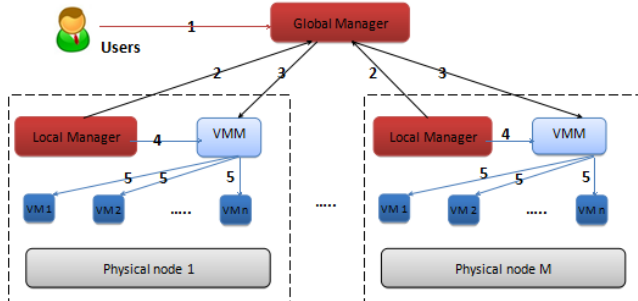 Global Manager
1
Users
2 3 2 3
Local Manager 4 VMM Local Manager 4 VMM
5 5 5 5 5 5
VM 1 VM 2 ..... VM n ..... VM 1 VM 2 ..... VM n
Physical node 1 Physical node M